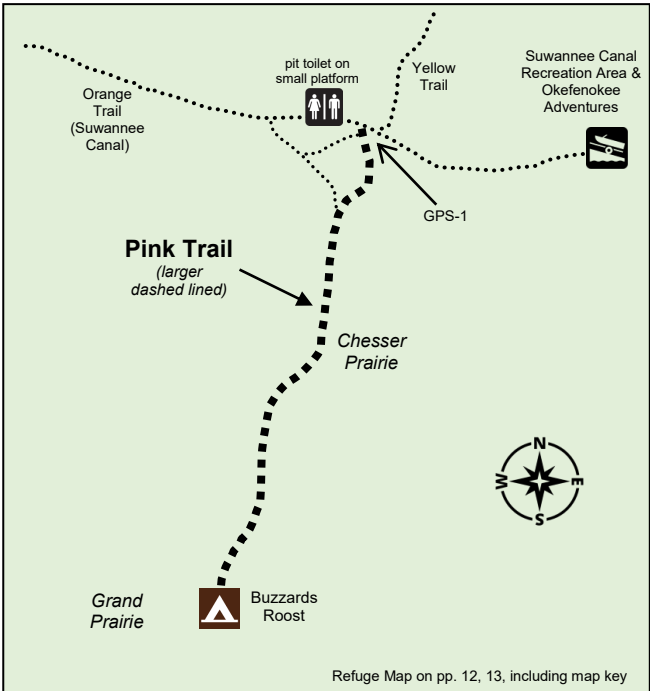 pit toilet on
small platform
Yellow
Trail
Suwannee Canal
Recreation Area &
Okefenokee
Adventures
Orange
Trail
(Suwannee
Canal)
GPS-1
Pink Trail
(larger
dashed lined)
Chesser
Prairie
N
W
E
S
Grand
Prairie
Buzzards
Roost
Refuge Map on pp. 12, 13, including map key